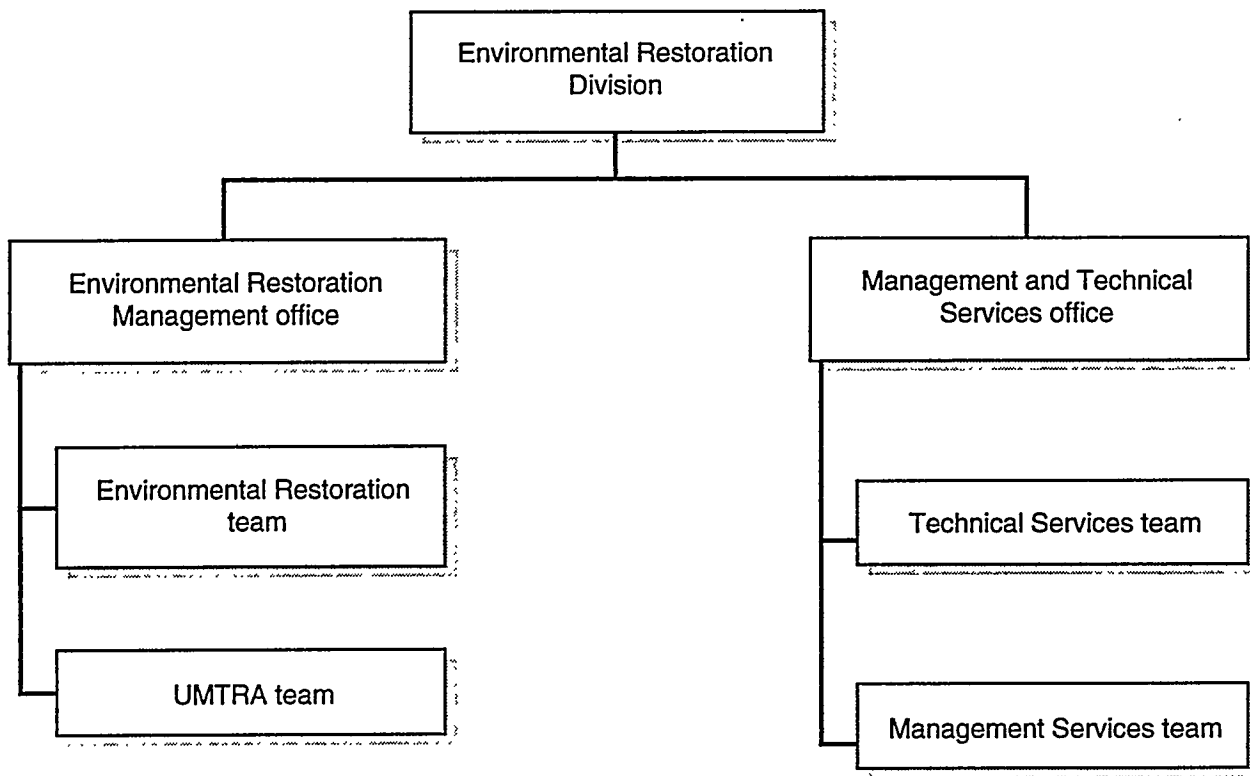 Environmental Restoration
Division
Environmental Restoration
Management office
Management and Technical
Services office
Environmental Restoration
team
Technical Services team
UMTRA team
Management Services team